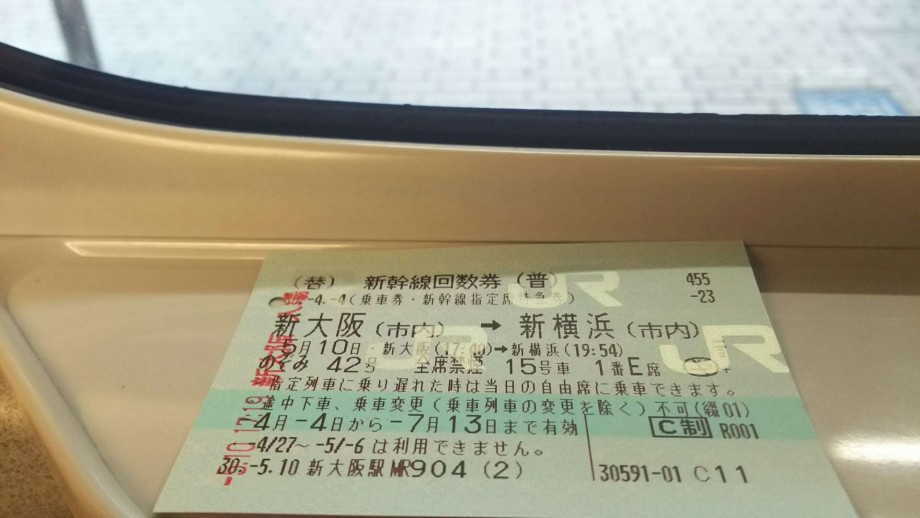 (替) 新幹線回数券 (普) 455
-4.-4(乗車券・新幹線指定席特急券) -23
新大阪(市内) → 新横浜(市内)
5月10日・新大阪(17:40)→新横浜(19:54)
のぞみ 42号 全席禁煙 15号車 1番E席
指定列車に乗り遅れた時は当日の自由席に乗車できます。
途中下車、乗車変更(乗車列車の変更を除く)不可(綴01)
4月-4日から-7月13日まで有効 C制 R001
4/27〜-5/-6は利用できません。
30.-5.10 新大阪駅MR904 (2) 30591-01 C11
JR
JR
JR